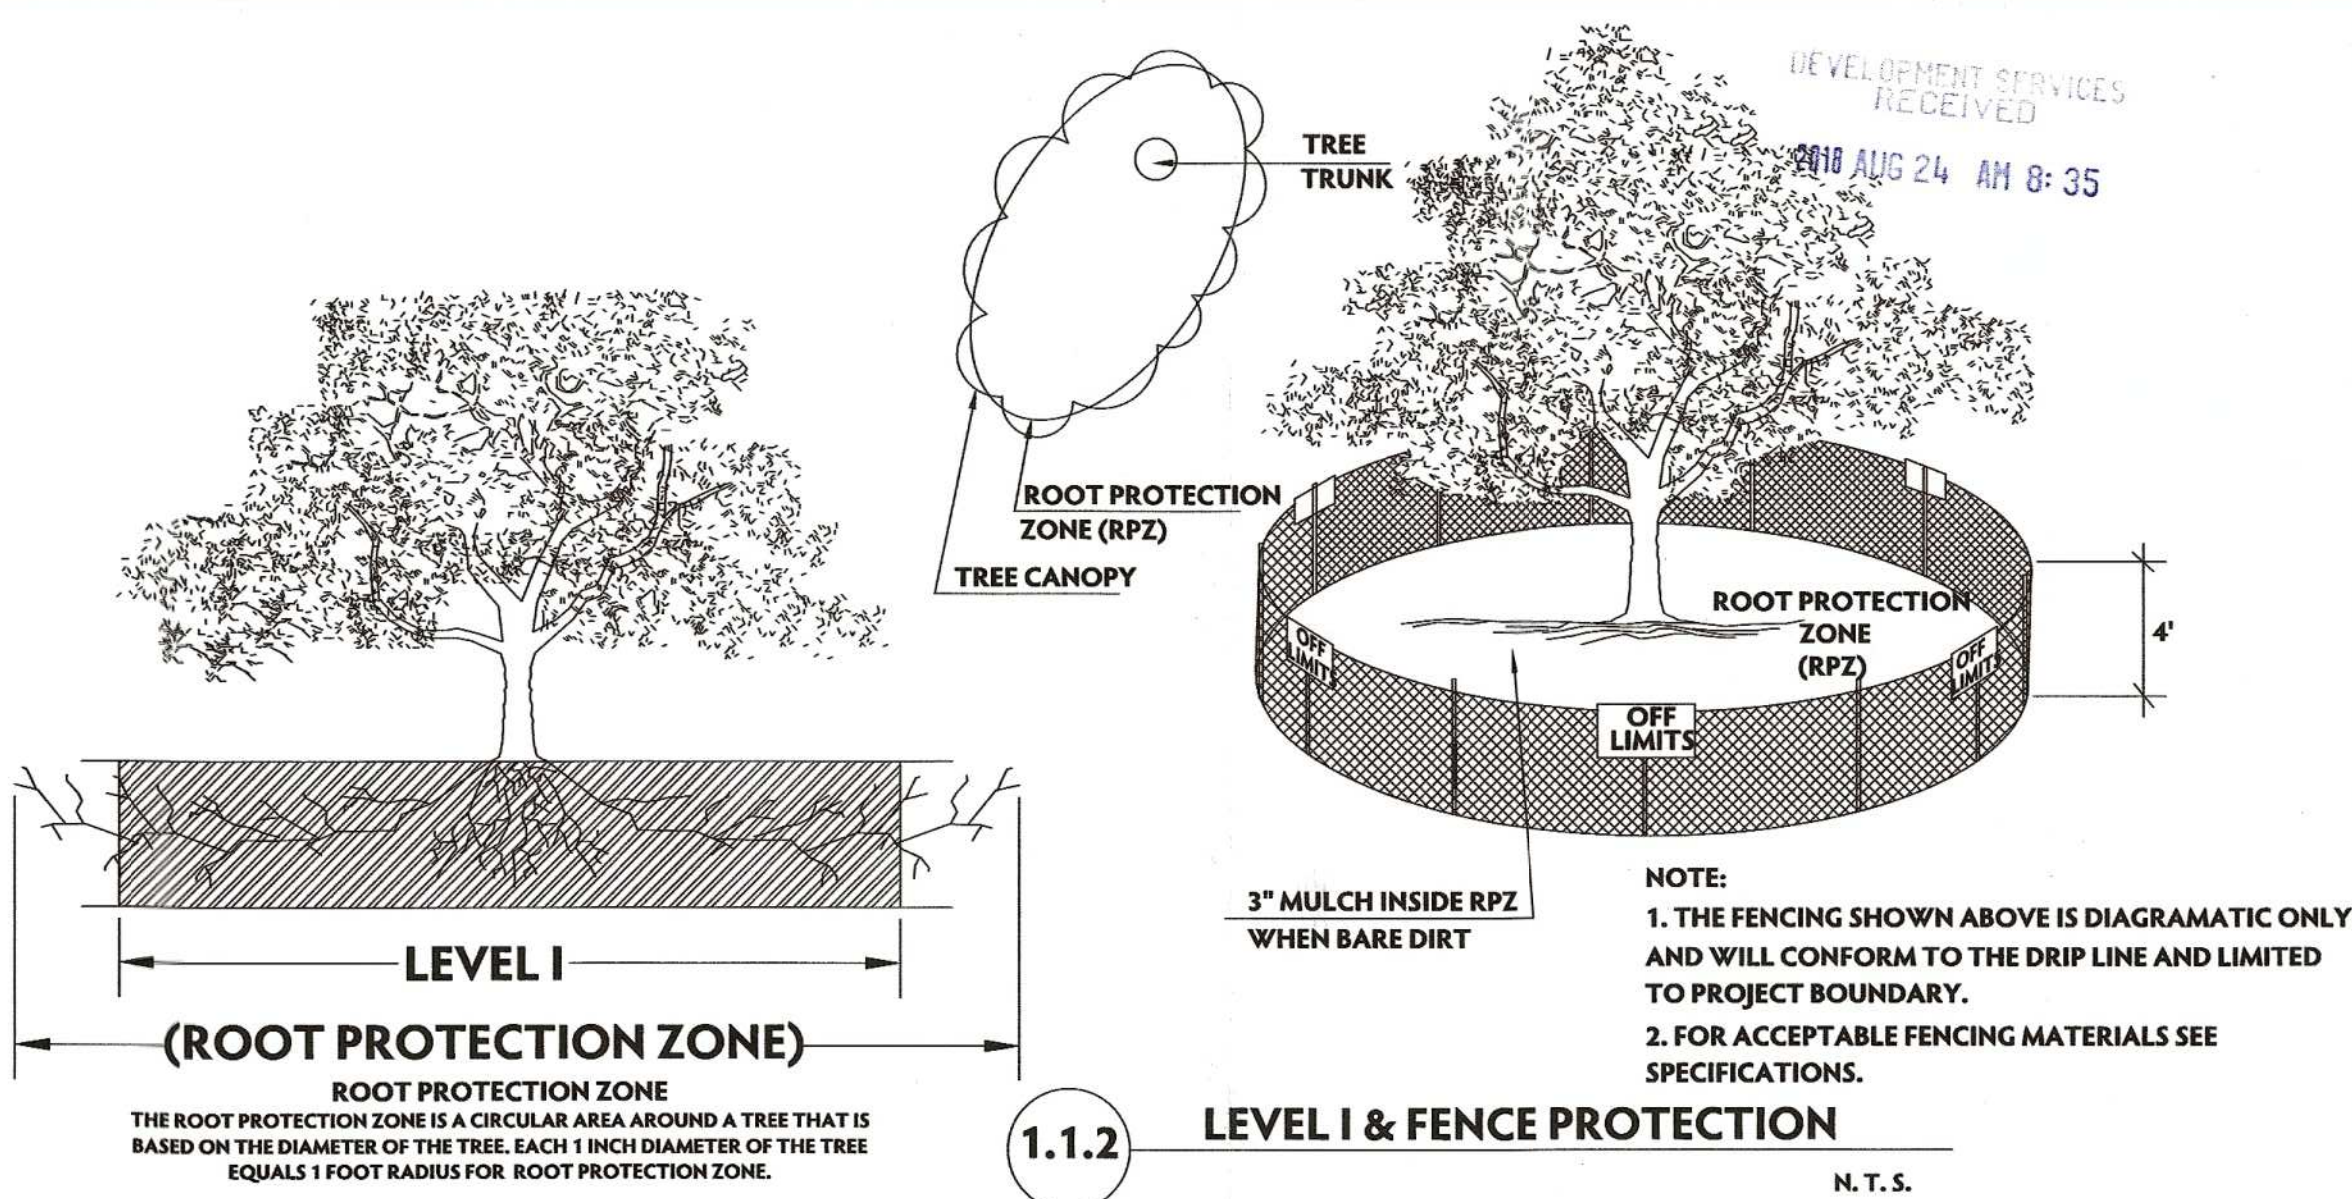 DEVELOPMENT SERVICES
RECEIVED
2018 AUG 24 AM 8:35
TREE
TRUNK
ROOT PROTECTION
ZONE (RPZ)
TREE CANOPY
ROOT PROTECTION
ZONE
(RPZ)
4'
OFF
LIMITS
OFF
LIMITS
OFF
LIMITS
3" MULCH INSIDE RPZ
WHEN BARE DIRT
NOTE:
1. THE FENCING SHOWN ABOVE IS DIAGRAMATIC ONLY
AND WILL CONFORM TO THE DRIP LINE AND LIMITED
TO PROJECT BOUNDARY.
2. FOR ACCEPTABLE FENCING MATERIALS SEE
SPECIFICATIONS.
LEVEL I
(ROOT PROTECTION ZONE)
ROOT PROTECTION ZONE
THE ROOT PROTECTION ZONE IS A CIRCULAR AREA AROUND A TREE THAT IS
BASED ON THE DIAMETER OF THE TREE. EACH 1 INCH DIAMETER OF THE TREE
EQUALS 1 FOOT RADIUS FOR ROOT PROTECTION ZONE.
1.1.2
LEVEL I & FENCE PROTECTION
N. T. S.